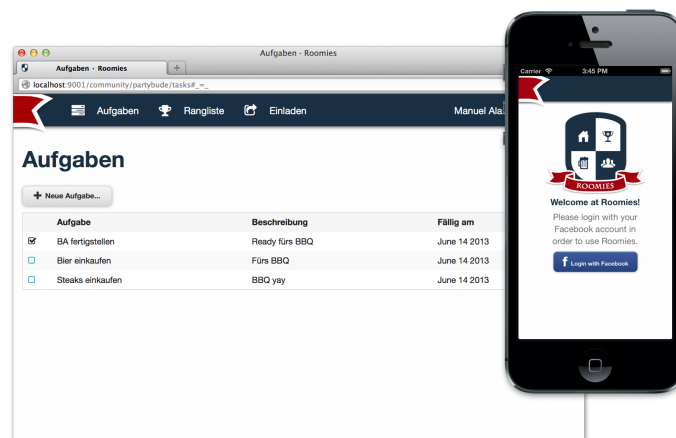 Aufgaben - Roomies
Aufgaben · Roomies
localhost:9001/community/partybude/tasks#_=_
Aufgaben Rangliste Einladen Manuel Ala
Aufgaben
Neue Aufgabe...
Aufgabe Beschreibung Fällig am
BA fertigstellen Ready fürs BBQ June 14 2013
Bier einkaufen Fürs BBQ June 14 2013
Steaks einkaufen BBQ yay June 14 2013
Carrier 3:45 PM
ROOMIES
Welcome at Roomies!
Please login with your
Facebook account in
order to use Roomies.
f Login with Facebook